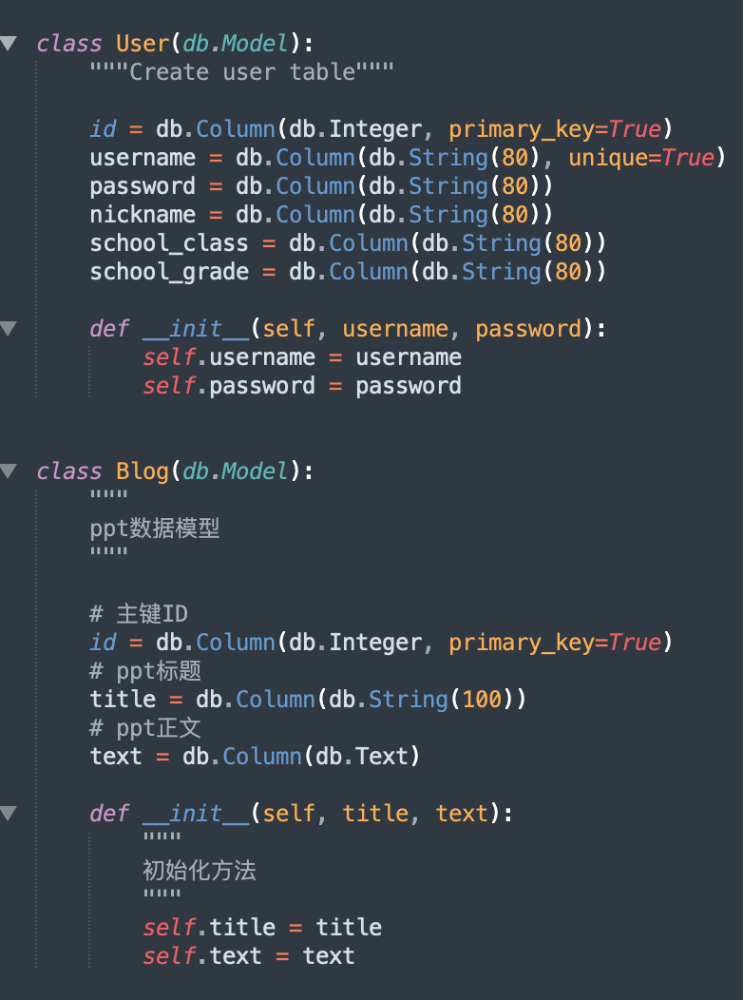 class User(db.Model):
    """Create user table"""
    id = db.Column(db.Integer, primary_key=True)
    username = db.Column(db.String(80), unique=True)
    password = db.Column(db.String(80))
    nickname = db.Column(db.String(80))
    school_class = db.Column(db.String(80))
    school_grade = db.Column(db.String(80))
    def __init__(self, username, password):
        self.username = username
        self.password = password
class Blog(db.Model):
    """
    ppt数据模型
    """
    # 主键ID
    id = db.Column(db.Integer, primary_key=True)
    # ppt标题
    title = db.Column(db.String(100))
    # ppt正文
    text = db.Column(db.Text)
    def __init__(self, title, text):
        """
        初始化方法
        """
        self.title = title
        self.text = text